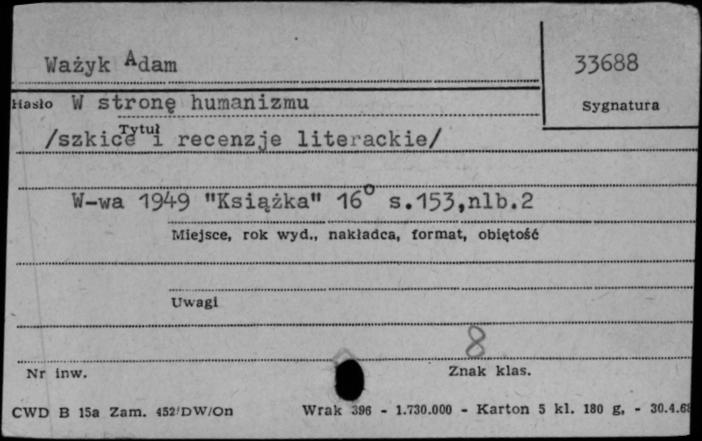 Ważyk Adam
33688
Hasło W stronę humanizmu
Sygnatura
Tytuł
/szkice i recenzje literackie/
W-wa 1949 "Książka" 16° s.153,nlb.2
Miejsce, rok wyd., nakładca, format, objętość
Uwagi
8
Nr inw.
Znak klas.
CWD B 15a Zam. 452/DW/On
Wrak 396 - 1.730.000 - Karton 5 kl. 180 g. - 30.4.68